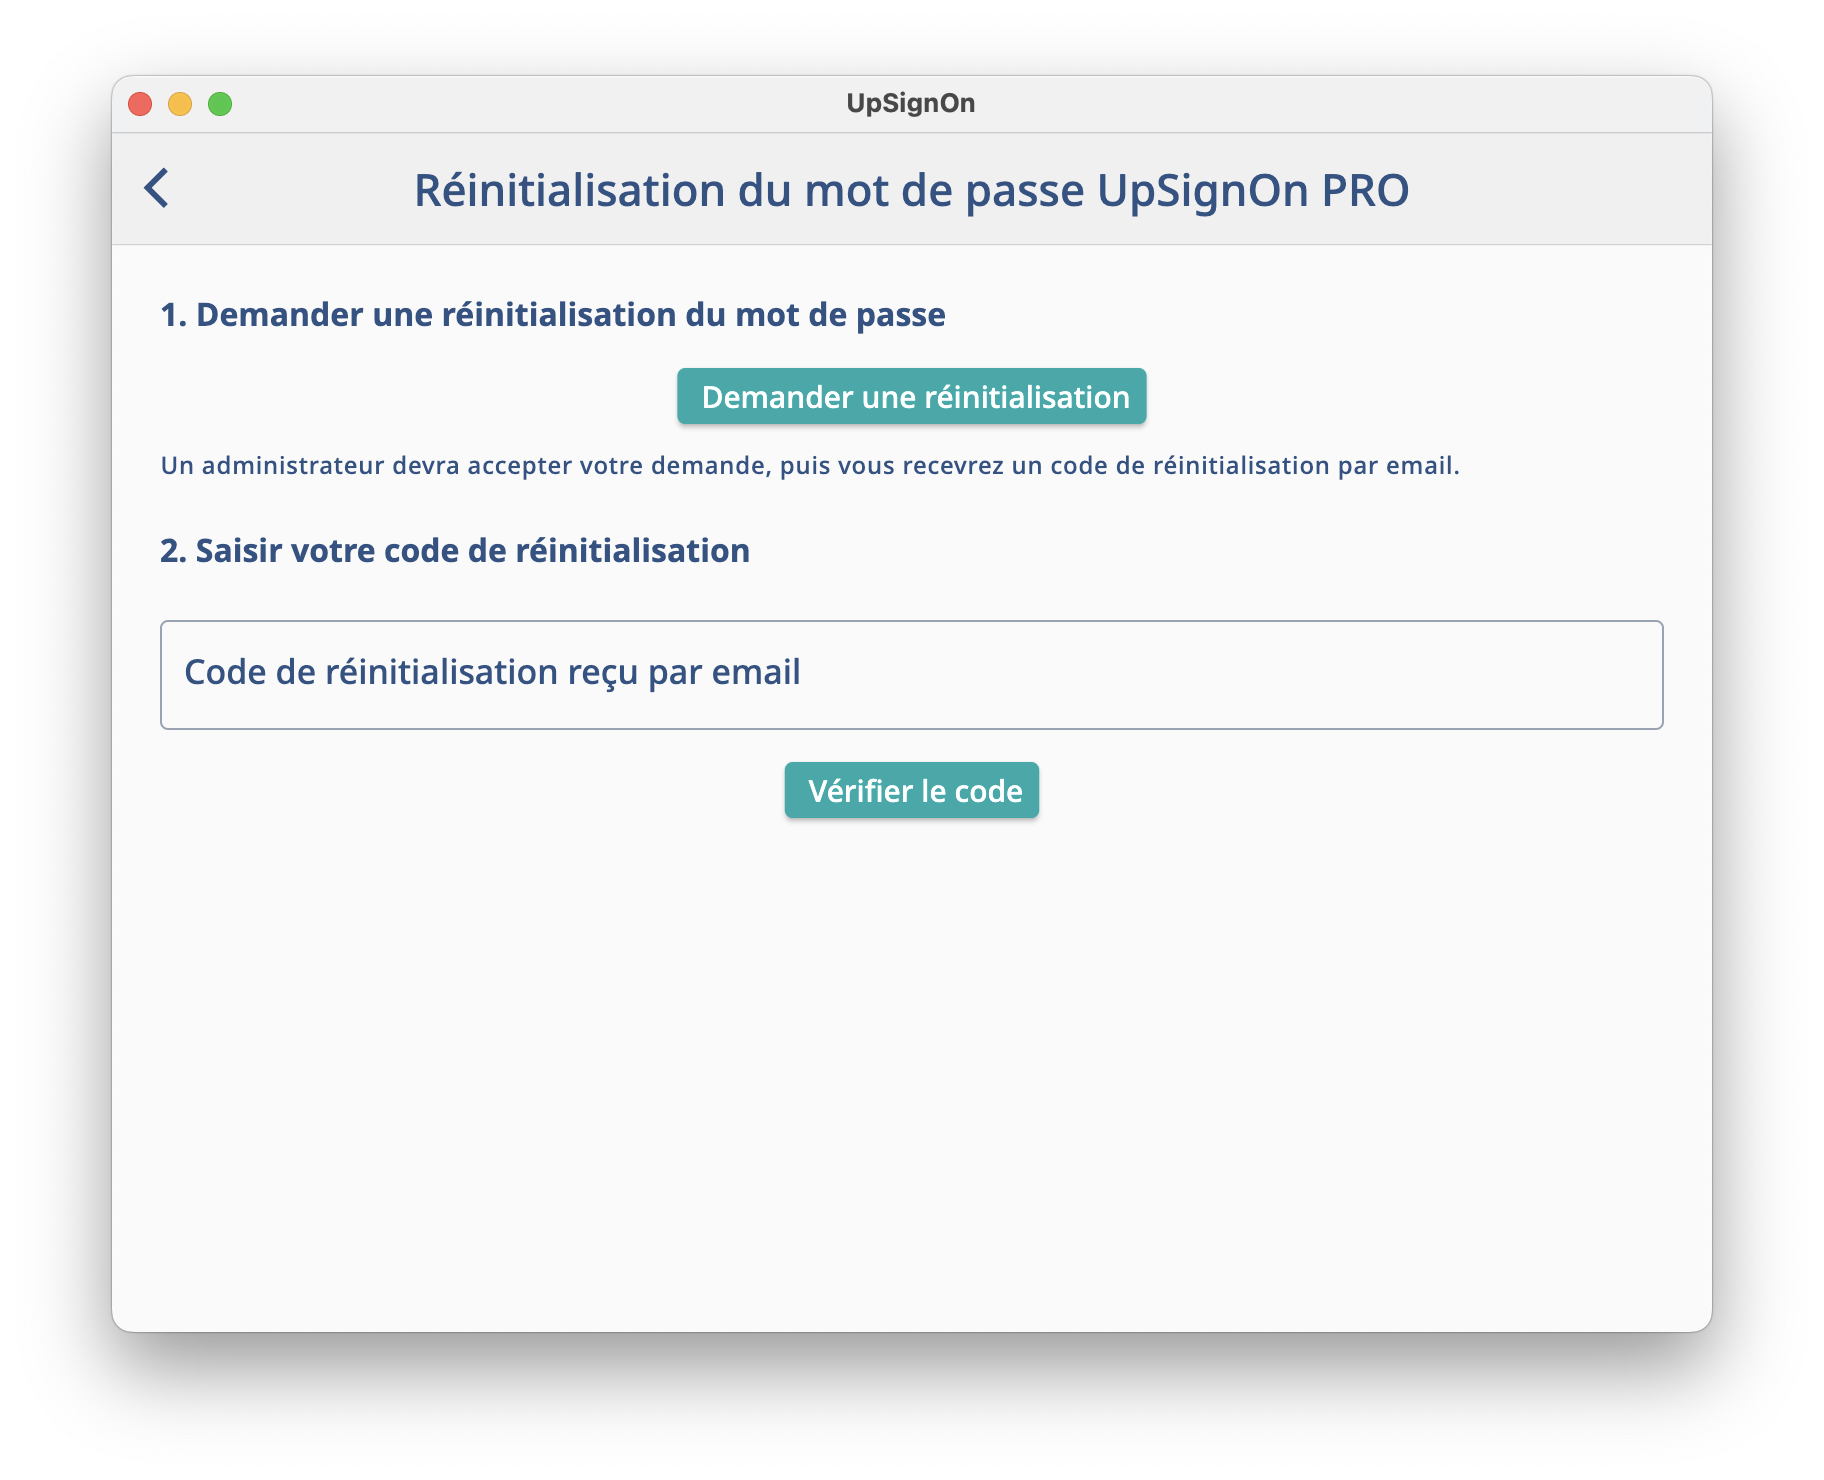 UpSignOn
Réinitialisation du mot de passe UpSignOn PRO
1. Demander une réinitialisation du mot de passe
Demander une réinitialisation
Un administrateur devra accepter votre demande, puis vous recevrez un code de réinitialisation par email.
2. Saisir votre code de réinitialisation
Code de réinitialisation reçu par email
Vérifier le code